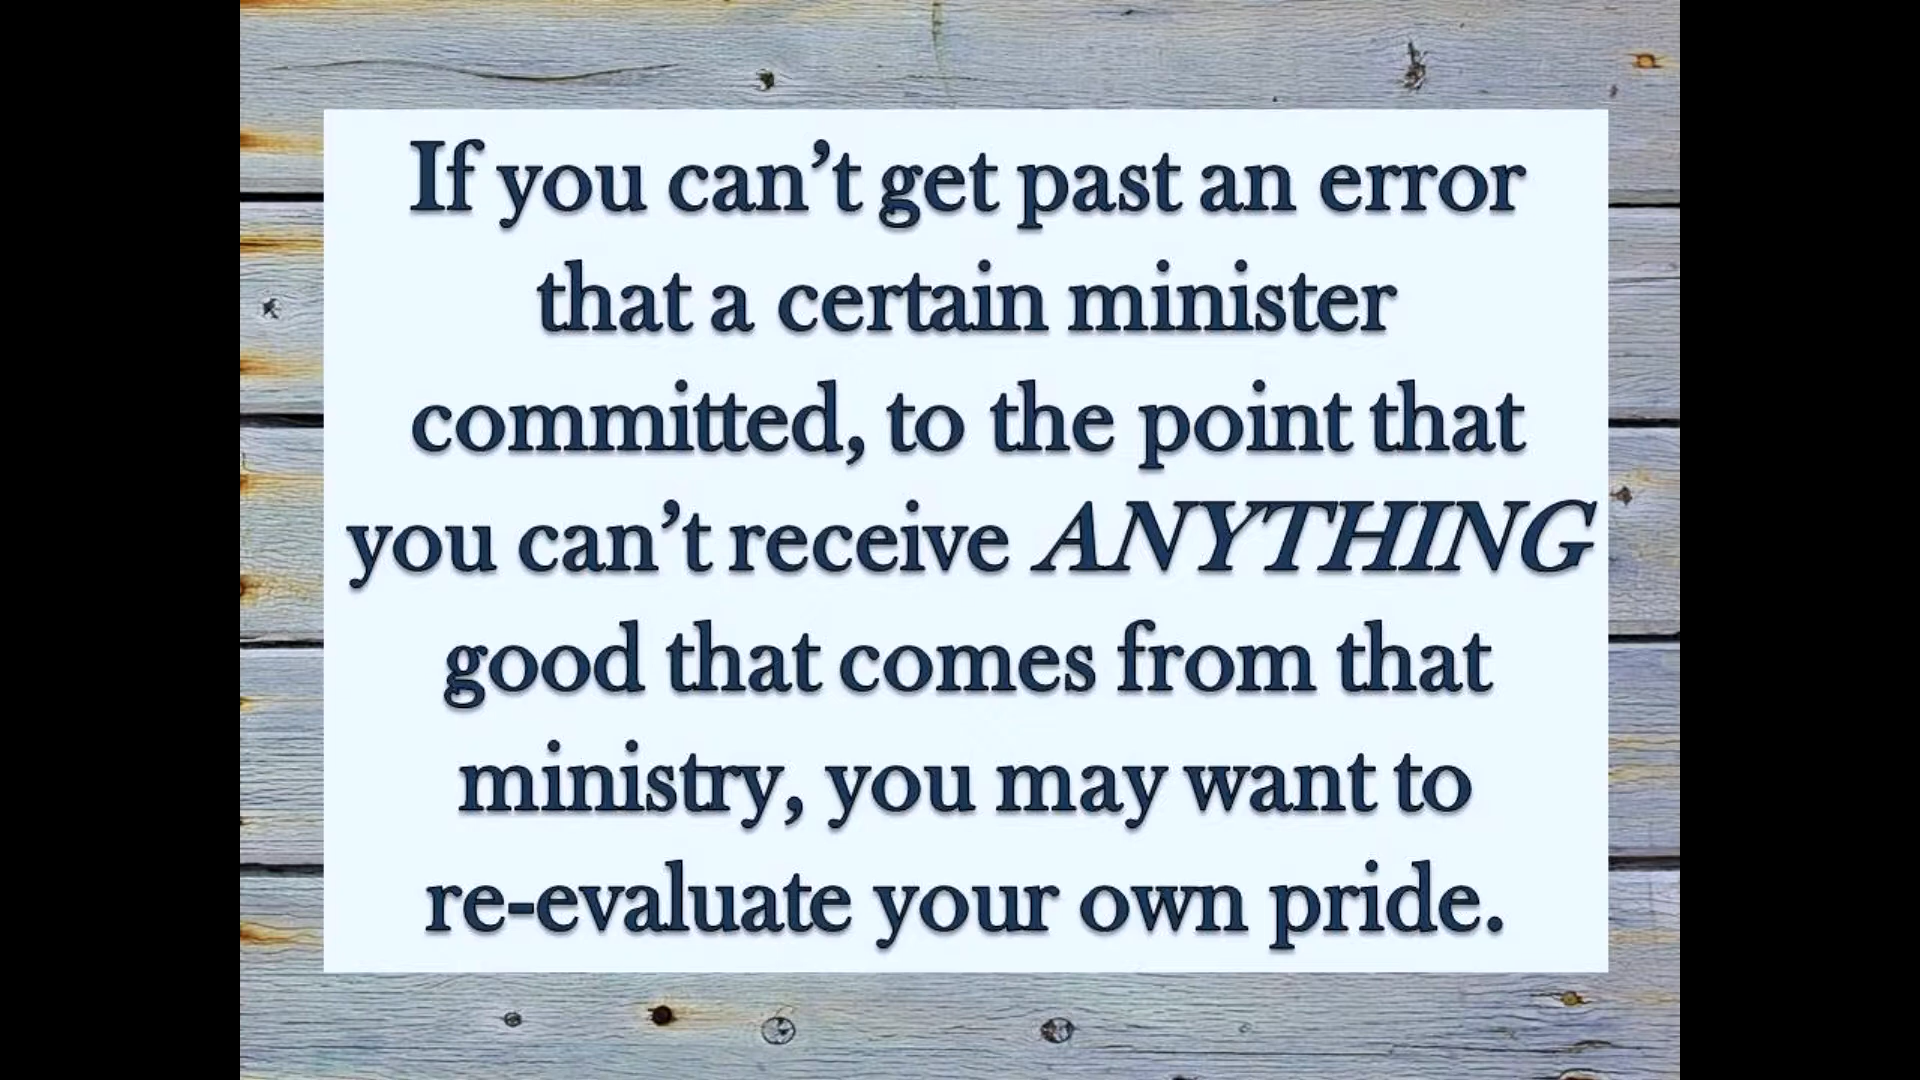 If you can’t get past an error
that a certain minister
committed, to the point that
you can’t receive ANYTHING
good that comes from that
ministry, you may want to
re-evaluate your own pride.